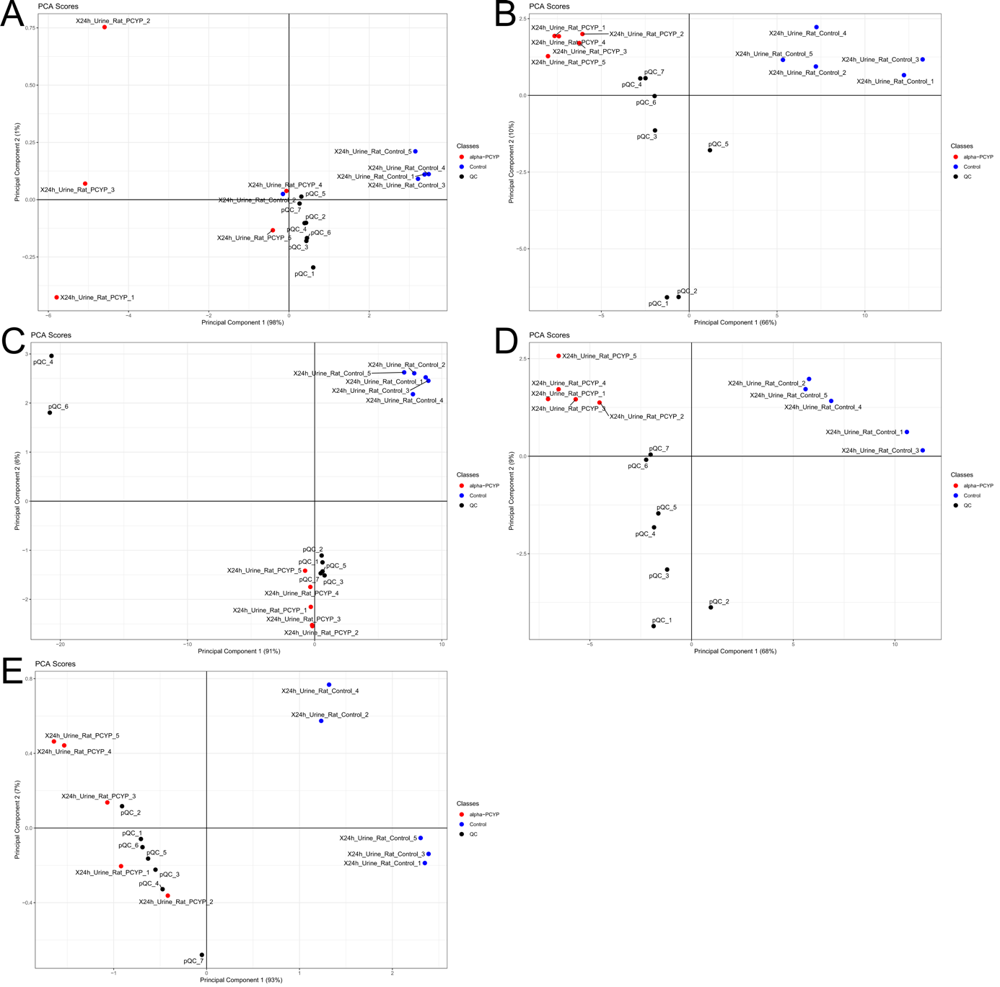 A
PCA Scores
X24h_Urine_Rat_PCYP_2
0.75
0.50
0.25
0.00
−0.25
Principal Component 2 (1%)
X24h_Urine_Rat_Control_5
X24h_Urine_Rat_Control_4
X24h_Urine_Rat_Control_1
X24h_Urine_Rat_Control_3
X24h_Urine_Rat_PCYP_3
X24h_Urine_Rat_PCYP_4
pQC_5
X24h_Urine_Rat_Control_2
pQC_7
pQC_2
pQC_4
pQC_6
X24h_Urine_Rat_PCYP_5
pQC_3
pQC_1
X24h_Urine_Rat_PCYP_1
−6
−4
−2
0
2
Principal Component 1 (98%)
Classes
alpha−PCYP
Control
QC
B
PCA Scores
2.5
0.0
−2.5
−5.0
Principal Component 2 (10%)
X24h_Urine_Rat_PCYP_1
X24h_Urine_Rat_PCYP_2
X24h_Urine_Rat_PCYP_4
X24h_Urine_Rat_PCYP_3
X24h_Urine_Rat_PCYP_5
X24h_Urine_Rat_Control_4
X24h_Urine_Rat_Control_5
X24h_Urine_Rat_Control_3
X24h_Urine_Rat_Control_2
X24h_Urine_Rat_Control_1
pQC_7
pQC_4
pQC_6
pQC_3
pQC_5
pQC_2
pQC_1
−5
0
5
10
Principal Component 1 (66%)
Classes
alpha−PCYP
Control
QC
C
PCA Scores
3
2
1
0
−1
−2
Principal Component 2 (6%)
pQC_4
pQC_6
X24h_Urine_Rat_Control_2
X24h_Urine_Rat_Control_5
X24h_Urine_Rat_Control_1
X24h_Urine_Rat_Control_3
X24h_Urine_Rat_Control_4
pQC_2
pQC_1
pQC_5
X24h_Urine_Rat_PCYP_5
pQC_7
pQC_3
X24h_Urine_Rat_PCYP_4
X24h_Urine_Rat_PCYP_1
X24h_Urine_Rat_PCYP_3
X24h_Urine_Rat_PCYP_2
−20
−10
0
10
Principal Component 1 (91%)
Classes
alpha−PCYP
Control
QC
D
PCA Scores
2.5
0.0
−2.5
Principal Component 2 (9%)
X24h_Urine_Rat_PCYP_5
X24h_Urine_Rat_PCYP_4
X24h_Urine_Rat_PCYP_1
X24h_Urine_Rat_PCYP_3
X24h_Urine_Rat_PCYP_2
X24h_Urine_Rat_Control_2
X24h_Urine_Rat_Control_5
X24h_Urine_Rat_Control_4
X24h_Urine_Rat_Control_1
X24h_Urine_Rat_Control_3
pQC_7
pQC_6
pQC_5
pQC_4
pQC_3
pQC_2
pQC_1
−5
0
5
10
Principal Component 1 (68%)
Classes
alpha−PCYP
Control
QC
E
PCA Scores
0.8
0.4
0.0
−0.4
Principal Component 2 (7%)
X24h_Urine_Rat_Control_4
X24h_Urine_Rat_Control_2
X24h_Urine_Rat_PCYP_5
X24h_Urine_Rat_PCYP_4
X24h_Urine_Rat_PCYP_3
pQC_2
pQC_1
pQC_6
pQC_5
X24h_Urine_Rat_PCYP_1
pQC_3
pQC_4
X24h_Urine_Rat_PCYP_2
X24h_Urine_Rat_Control_5
X24h_Urine_Rat_Control_3
X24h_Urine_Rat_Control_1
pQC_7
−1
0
1
2
Principal Component 1 (93%)
Classes
alpha−PCYP
Control
QC